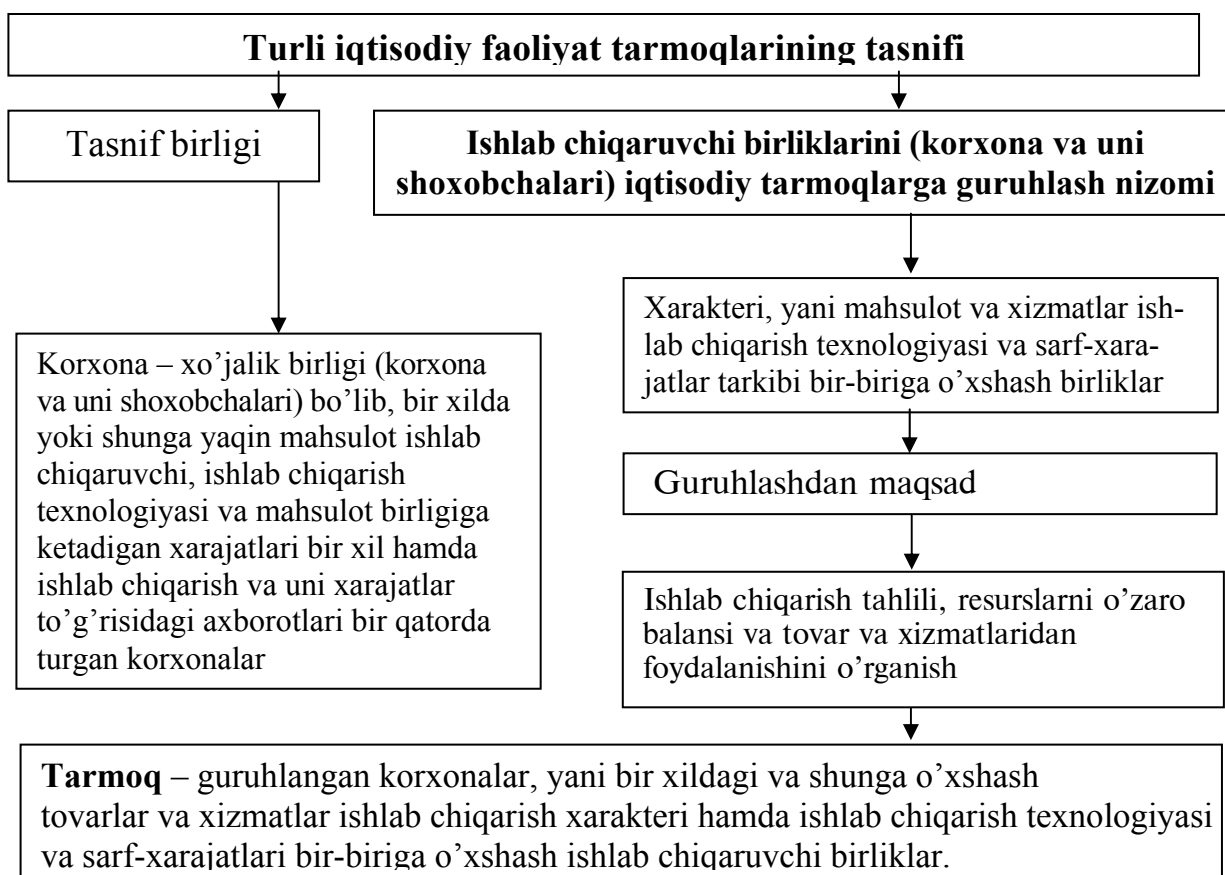 Turli iqtisodiy faoliyat tarmoqlarining tasnifi
Tasnif birligi
Korxona – xo’jalik birligi (korxona
va uni shoxobchalari) bo’lib, bir xilda
yoki shunga yaqin mahsulot ishlab
chiqaruvchi, ishlab chiqarish
texnologiyasi va mahsulot birligiga
ketadigan xarajatlari bir xil hamda
ishlab chiqarish va uni xarajatlar
to’g’risidagi axborotlari bir qatorda
turgan korxonalar
Ishlab chiqaruvchi birliklarini (korxona va uni
shoxobchalari) iqtisodiy tarmoqlarga guruhlash nizomi
Xarakteri, yani mahsulot va xizmatlar ish-
lab chiqarish texnologiyasi va sarf-xara-
jatlar tarkibi bir-biriga o’xshash birliklar
Guruhlashdan maqsad
Ishlab chiqarish tahlili, resurslarni o’zaro
balansi va tovar va xizmatlaridan
foydalanishini o’rganish
Tarmoq – guruhlangan korxonalar, yani bir xildagi va shunga o’xshash
tovarlar va xizmatlar ishlab chiqarish xarakteri hamda ishlab chiqarish texnologiyasi
va sarf-xarajatlari bir-biriga o’xshash ishlab chiqaruvchi birliklar.